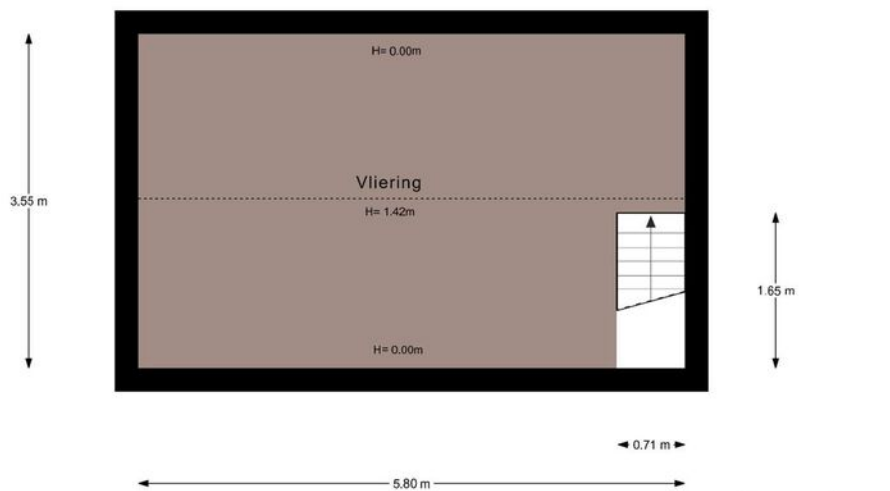 H= 0.00m
Vliering
3.55 m
H= 1.42m
1.65 m
H= 0.00m
0.71 m
5.80 m